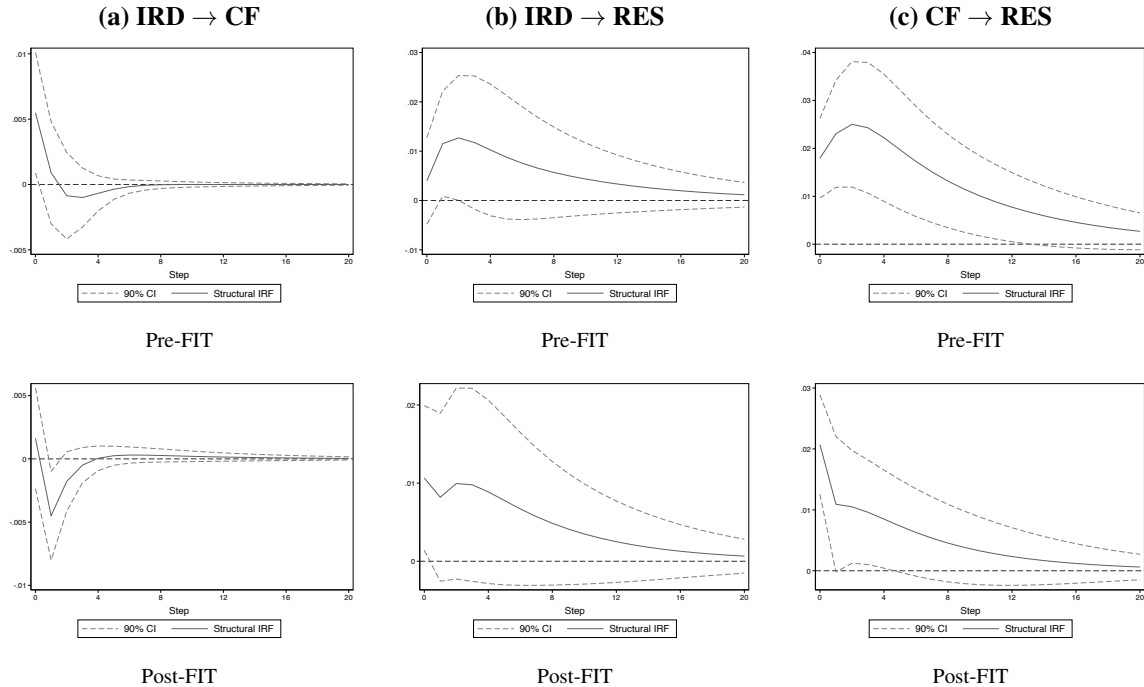 (a) IRD → CF
(b) IRD → RES
(c) CF → RES
.01
.005
0
-.005
0 4 8 12 16 20
Step
90% CI Structural IRF
Pre-FIT
.03
.02
.01
0
-.01
0 4 8 12 16 20
Step
90% CI Structural IRF
Pre-FIT
.04
.03
.02
.01
0
0 4 8 12 16 20
Step
90% CI Structural IRF
Pre-FIT
.005
0
-.005
-.01
0 4 8 12 16 20
Step
90% CI Structural IRF
Post-FIT
.02
.01
0
0 4 8 12 16 20
Step
90% CI Structural IRF
Post-FIT
.03
.02
.01
0
0 4 8 12 16 20
Step
90% CI Structural IRF
Post-FIT